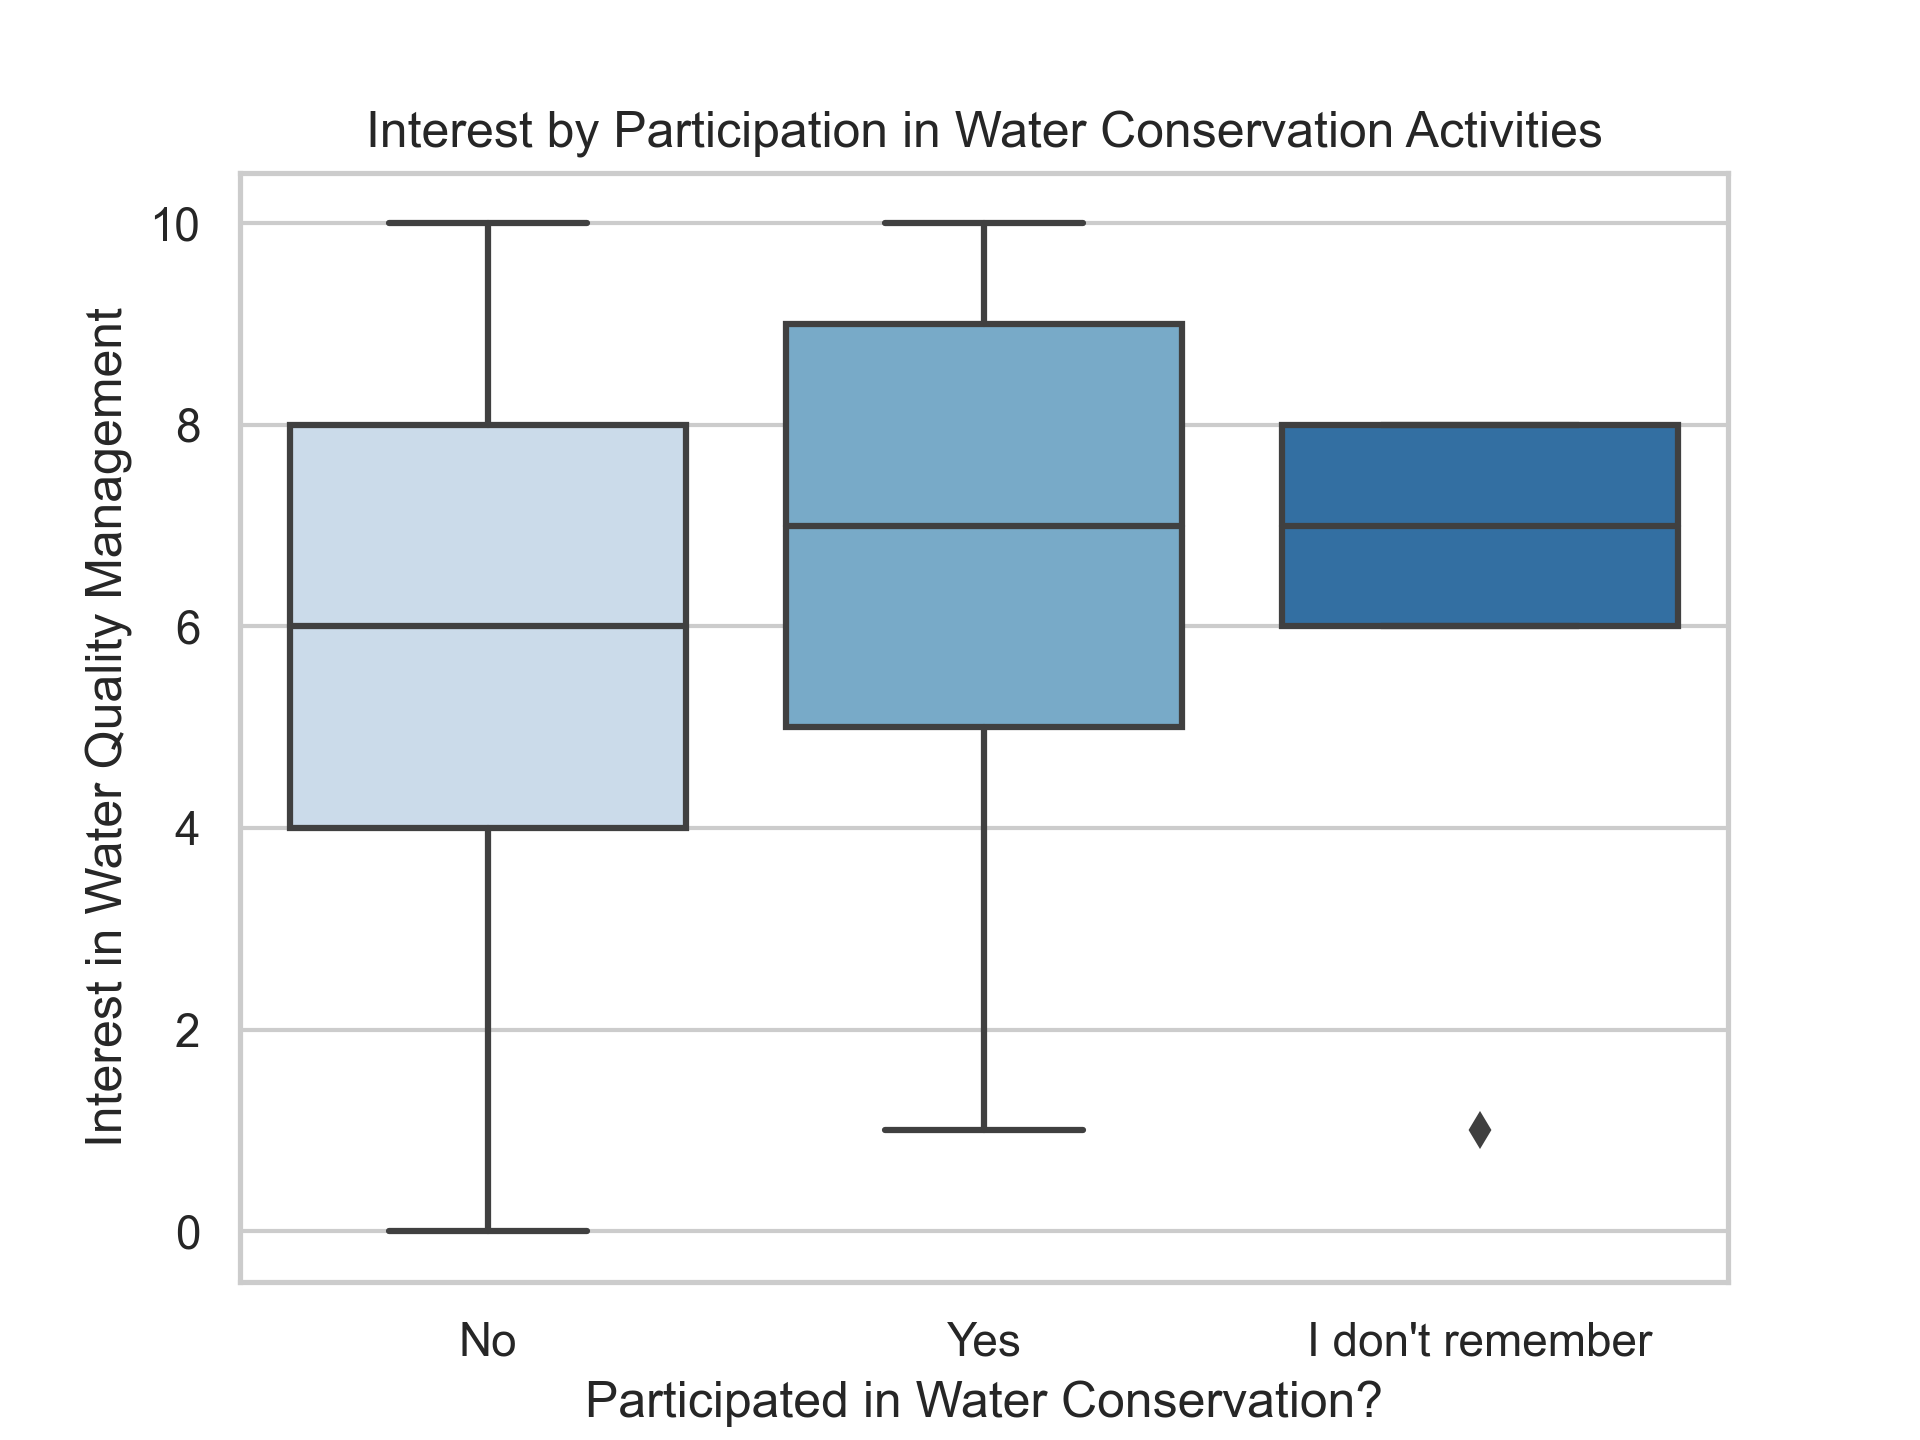 Interest by Participation in Water Conservation Activities
Interest in Water Quality Management
10
8
6
4
2
0
No
Yes
I don't remember
Participated in Water Conservation?